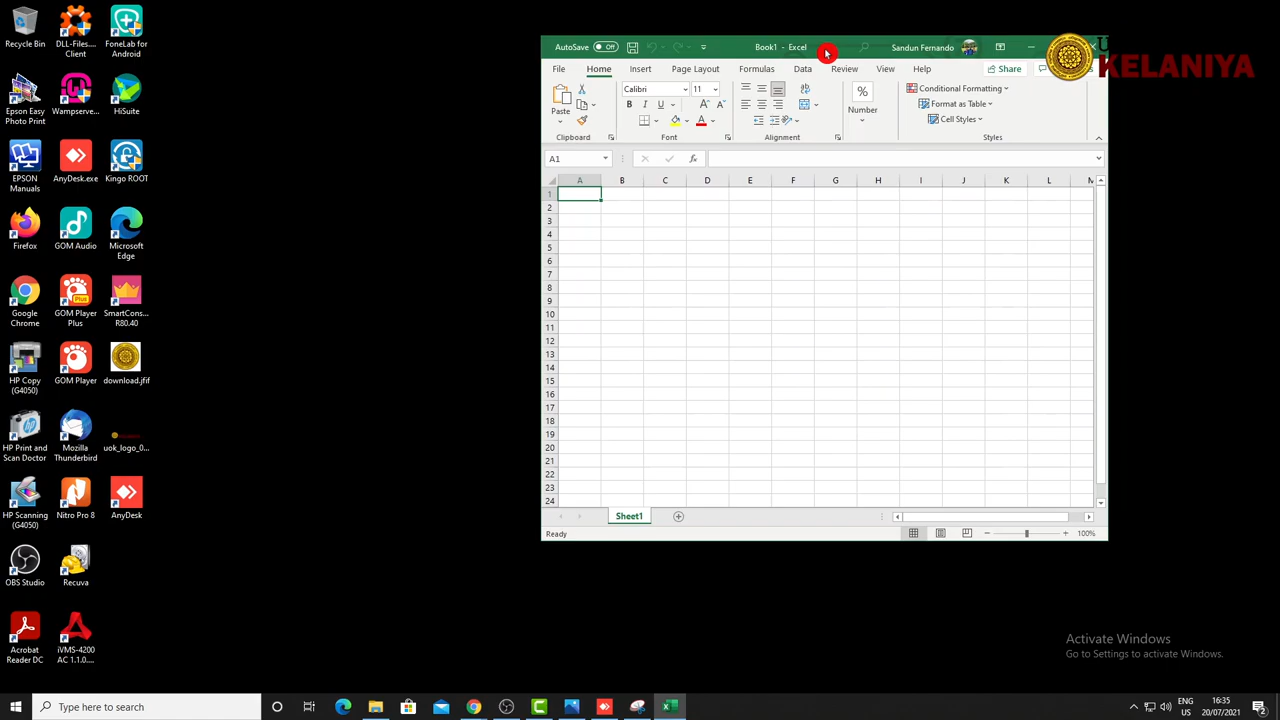 Recycle Bin
DLL-Files....
Client
FoneLab for
Android
Epson Easy
Photo Print
Wampserve...
HiSuite
EPSON
Manuals
AnyDesk.exe
Kingo ROOT
Firefox
GOM Audio
Microsoft
Edge
Google
Chrome
GOM Player
Plus
SmartCons...
R80.40
HP Copy
(G4050)
GOM Player
download.jfif
HP Print and
Scan Doctor
Mozilla
Thunderbird
uok_logo_0...
HP Scanning
(G4050)
Nitro Pro 8
AnyDesk
OBS Studio
Recuva
Acrobat
Reader DC
iVMS-4200
AC 1.1.0....
AutoSave Off
Book1 - Excel
Sandun Fernando
U
KELANIYA
File Home Insert Page Layout Formulas Data Review View Help Share
Paste
Calibri 11
B I U
Number
Conditional Formatting
Format as Table
Cell Styles
Clipboard Font Alignment Styles
A1 fx
A B C D E F G H I J K L M
1
2
3
4
5
6
7
8
9
10
11
12
13
14
15
16
17
18
19
20
21
22
23
24
Sheet1
Ready
100%
Activate Windows
Go to Settings to activate Windows.
Type here to search
ENG
US
16:35
20/07/2021
2